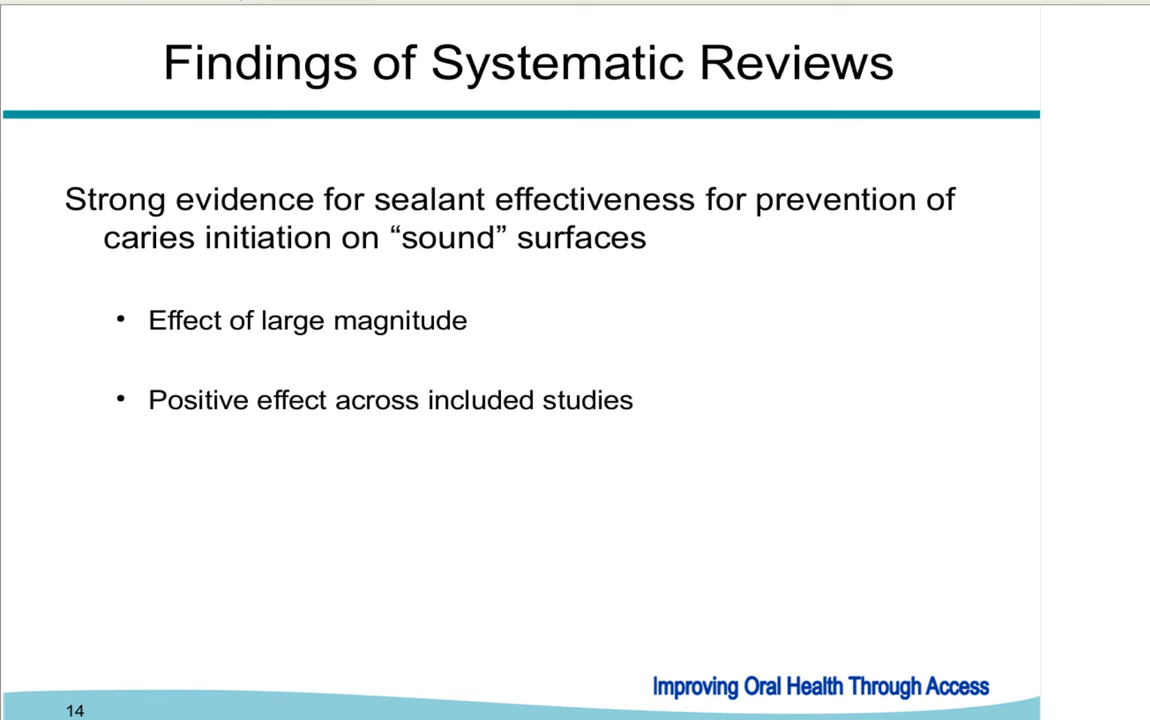 Findings of Systematic Reviews
Strong evidence for sealant effectiveness for prevention of
caries initiation on “sound” surfaces
• Effect of large magnitude
• Positive effect across included studies
Improving Oral Health Through Access
14